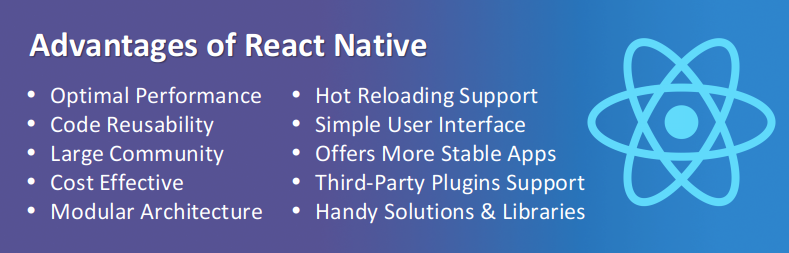 Advantages of React Native
• Optimal Performance
• Code Reusability
• Large Community
• Cost Effective
• Modular Architecture
• Hot Reloading Support
• Simple User Interface
• Offers More Stable Apps
• Third-Party Plugins Support
• Handy Solutions & Libraries